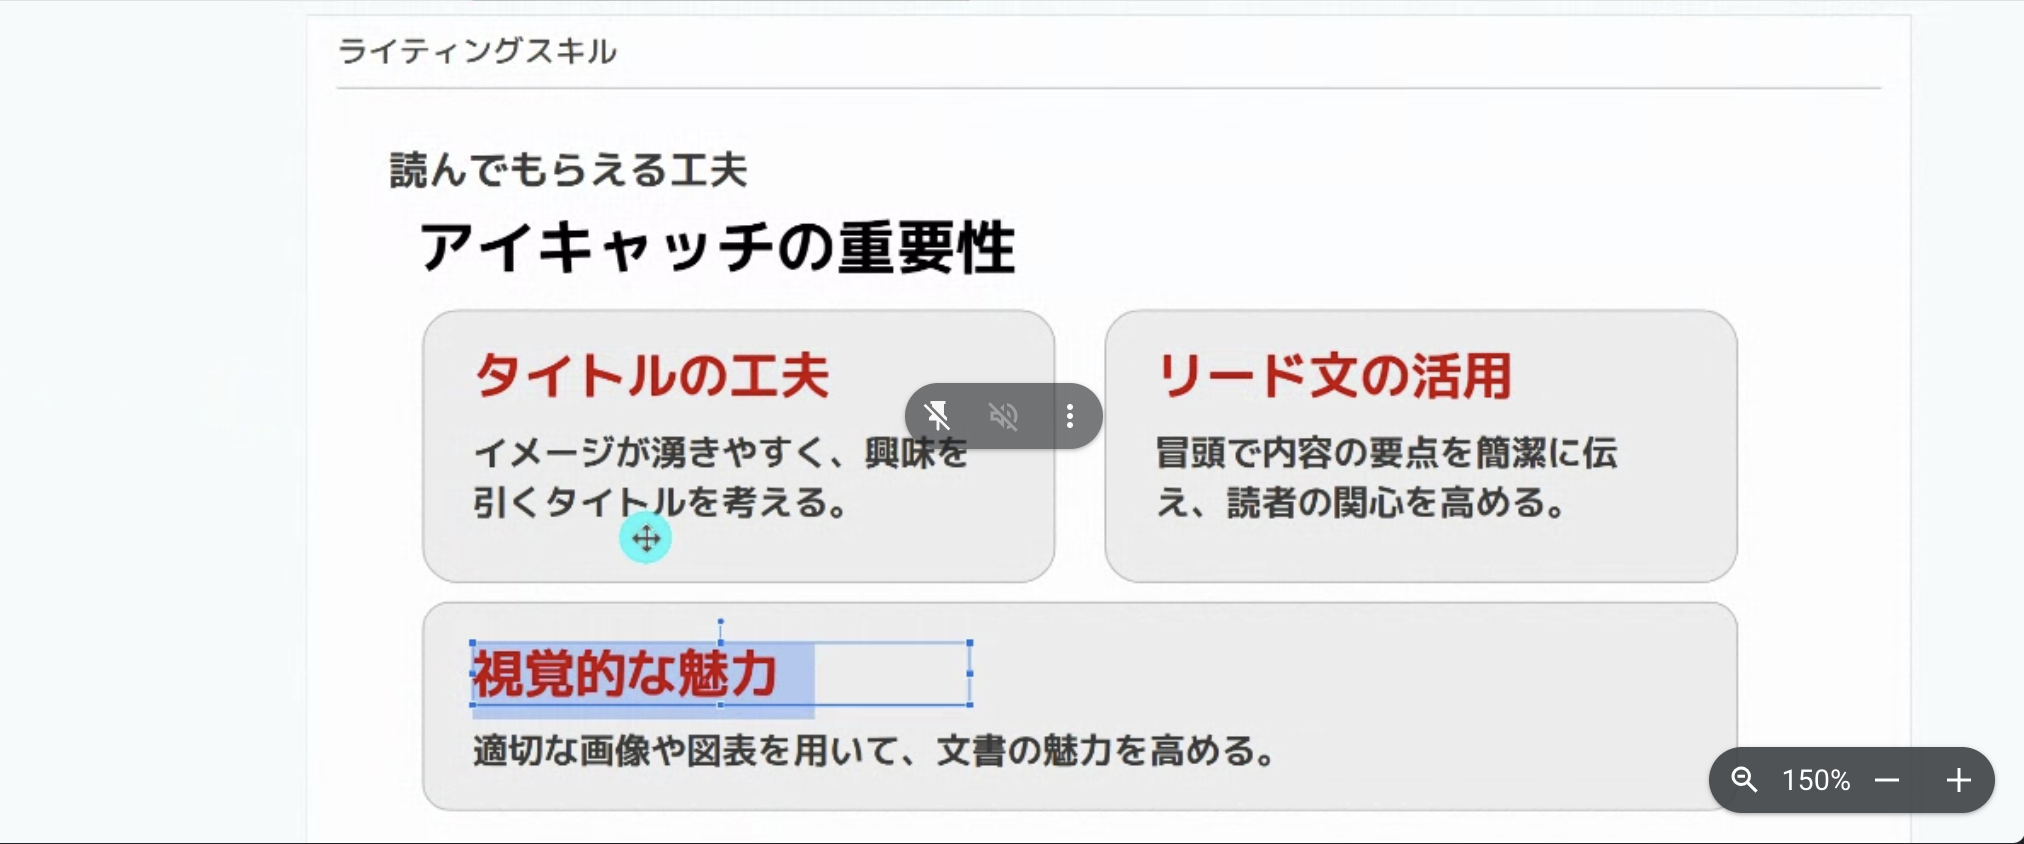 ライティングスキル
読んでもらえる工夫
アイキャッチの重要性
タイトルの工夫
イメージが湧きやすく、興味を
引くタイトルを考える。
リード文の活用
冒頭で内容の要点を簡潔に伝
え、読者の関心を高める。
視覚的な魅力
適切な画像や図表を用いて、文書の魅力を高める。
150%